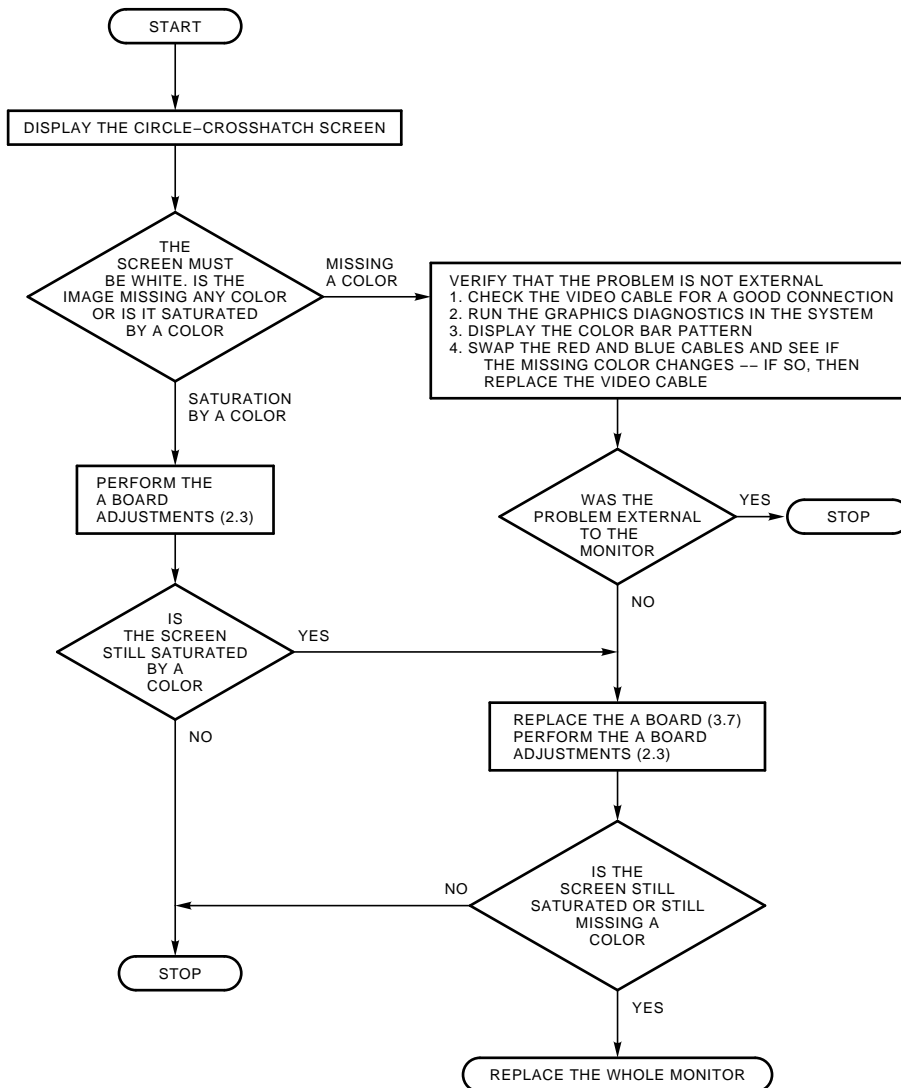 START
DISPLAY THE CIRCLE–CROSSHATCH SCREEN
THE
SCREEN MUST
BE WHITE. IS THE
IMAGE MISSING ANY COLOR
OR IS IT SATURATED
BY A COLOR
MISSING
A COLOR
VERIFY THAT THE PROBLEM IS NOT EXTERNAL
1. CHECK THE VIDEO CABLE FOR A GOOD CONNECTION
2. RUN THE GRAPHICS DIAGNOSTICS IN THE SYSTEM
3. DISPLAY THE COLOR BAR PATTERN
4. SWAP THE RED AND BLUE CABLES AND SEE IF
THE MISSING COLOR CHANGES –– IF SO, THEN
REPLACE THE VIDEO CABLE
SATURATION
BY A COLOR
PERFORM THE
A BOARD
ADJUSTMENTS (2.3)
WAS THE
PROBLEM EXTERNAL
TO THE
MONITOR
YES
STOP
NO
IS
THE SCREEN
STILL SATURATED
BY A
COLOR
YES
NO
REPLACE THE A BOARD (3.7)
PERFORM THE A BOARD
ADJUSTMENTS (2.3)
IS THE
SCREEN STILL
SATURATED OR STILL
MISSING A
COLOR
NO
STOP
YES
REPLACE THE WHOLE MONITOR